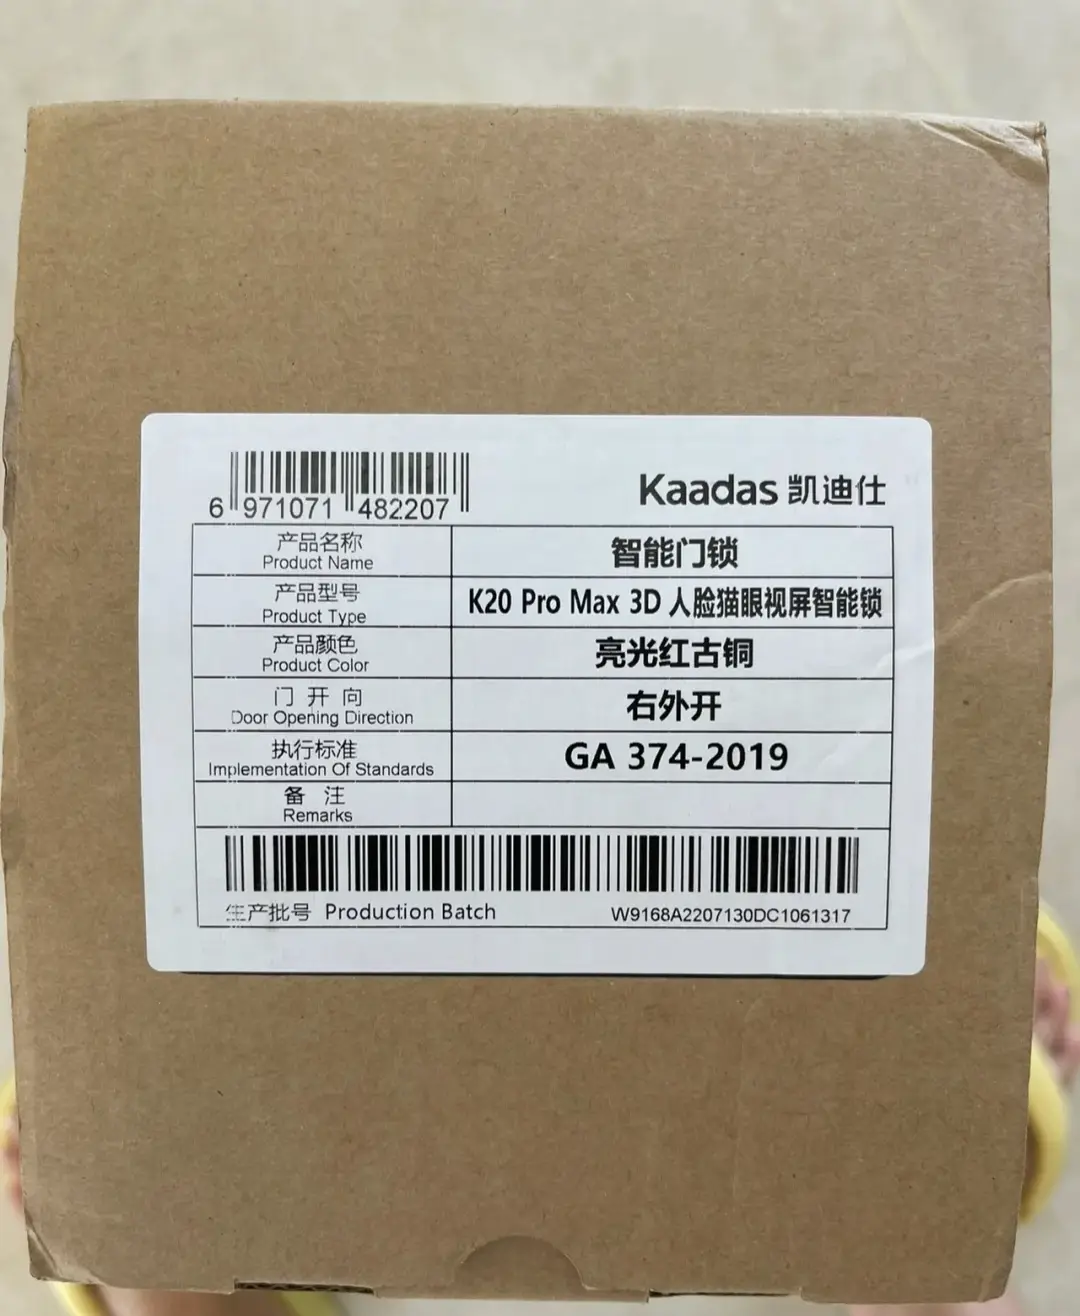 6 971071 482207
Kaadas 凯迪仕
产品名称
Product Name
智能门锁
产品型号
Product Type
K20 Pro Max 3D 人脸猫眼视屏智能锁
产品颜色
Product Color
亮光红古铜
门 开 向
Door Opening Direction
右外开
执行标准
Implementation Of Standards
GA 374-2019
备 注
Remarks
生产批号 Production Batch
W9168A2207130DC1061317